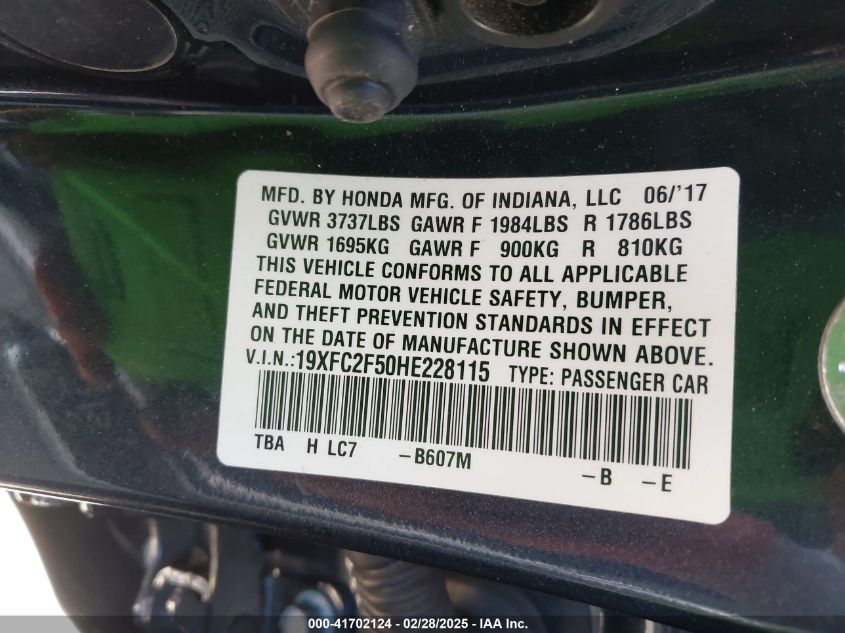 MFD. BY HONDA MFG. OF INDIANA, LLC 06/'17
GVWR 3737LBS GAWR F 1984LBS R 1786LBS
GVWR 1695KG GAWR F 900KG R 810KG
THIS VEHICLE CONFORMS TO ALL APPLICABLE
FEDERAL MOTOR VEHICLE SAFETY, BUMPER,
AND THEFT PREVENTION STANDARDS IN EFFECT
ON THE DATE OF MANUFACTURE SHOWN ABOVE.
V.I.N.:19XFC2F50HE228115 TYPE: PASSENGER CAR
TBA H LC7 -B607M -B -E
000-41702124 - 02/28/2025 - IAA Inc.